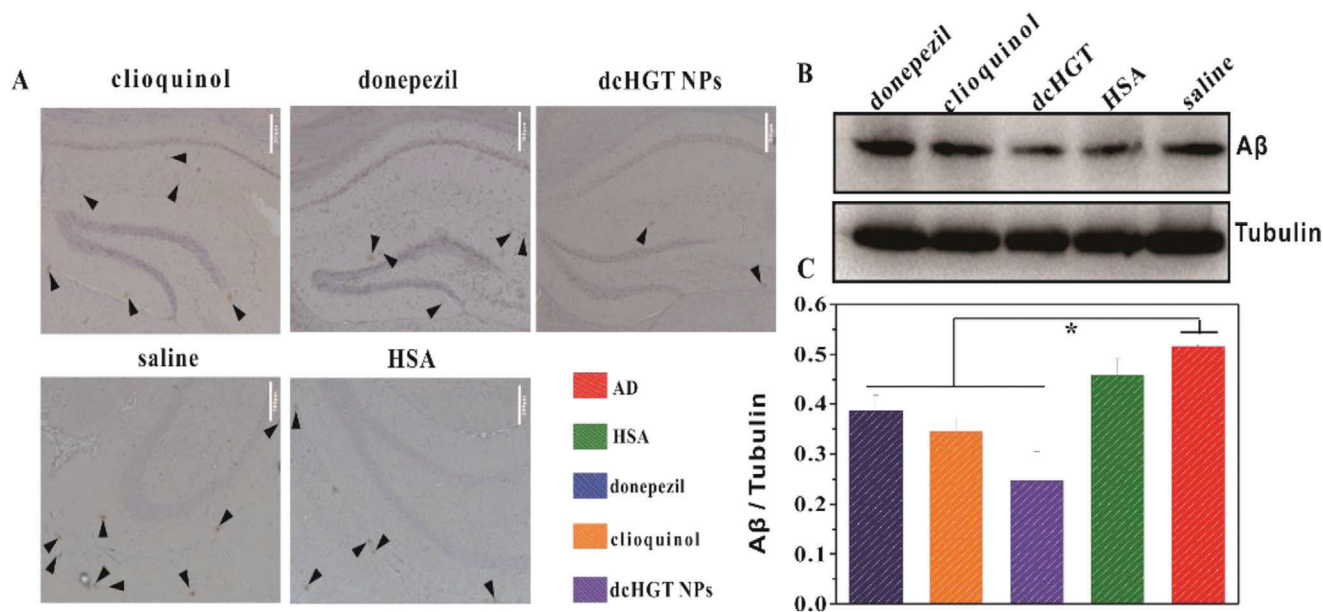 A
clioquinol
donepezil
dcHGT NPs
saline
HSA
AD
HSA
donepezil
clioquinol
dcHGT NPs
B
donepezil
clioquinol
dcHGT
HSA
saline
Aβ
Tubulin
C
0.6
0.5
0.4
0.3
0.2
0.1
0.0
Aβ / Tubulin
*